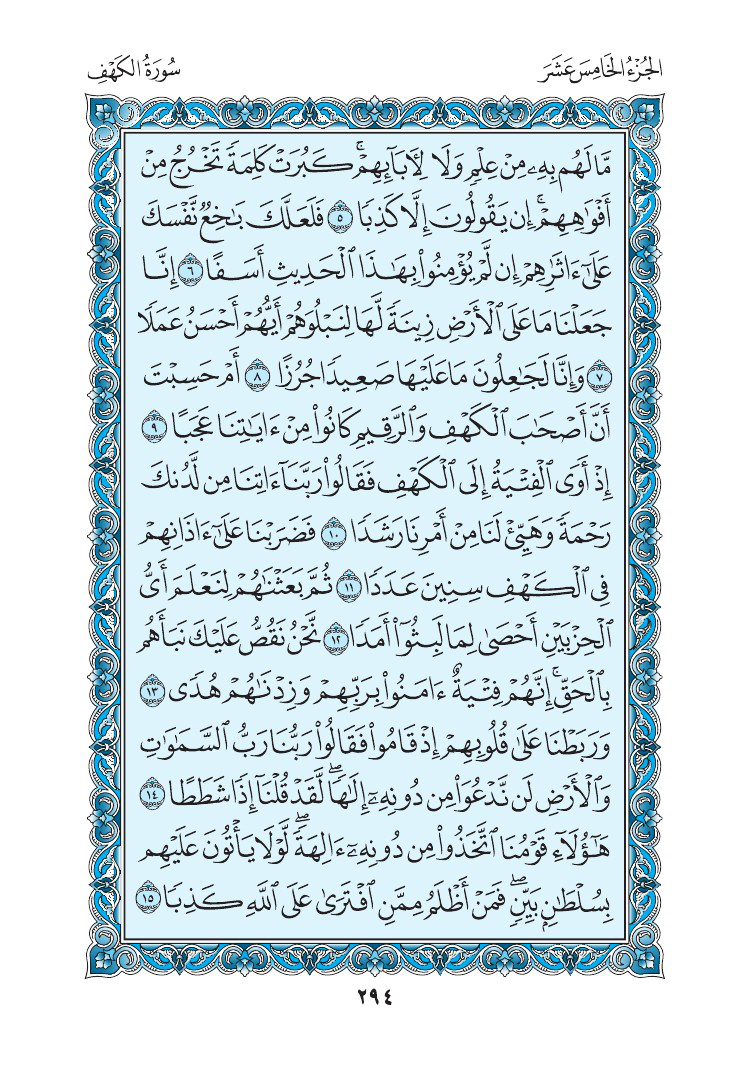 الجُزْءُ الخَامِسَ عَشَرَ
سُورَةُ الكَهْفِ
مَّا لَهُم بِهِۦ مِنْ عِلْمٍ وَلَا لِأٓبَآئِهِمْۚ كَبُرَتْ كَلِمَةً تَخْرُجُ مِنْ
أَفْوَٰهِهِمْۚ إِن يَقُولُونَ إِلَّا كَذِبًا ٥ فَلَعَلَّكَ بَٰخِعٌ نَّفْسَكَ
عَلَىٰٓ ءَاثَٰرِهِمْ إِن لَّمْ يُؤْمِنُوا۟ بِهَٰذَا ٱلْحَدِيثِ أَسَفًا ٦ إِنَّا
جَعَلْنَا مَا عَلَى ٱلْأَرْضِ زِينَةً لَّهَا لِنَبْلُوَهُمْ أَيُّهُمْ أَحْسَنُ عَمَلًا
٧ وَإِنَّا لَجَٰعِلُونَ مَا عَلَيْهَا صَعِيدًا جُرُزًا ٨ أَمْ حَسِبْتَ
أَنَّ أَصْحَٰبَ ٱلْكَهْفِ وَٱلرَّقِيمِ كَانُوا۟ مِنْ ءَايَٰتِنَا عَجَبًا ٩
إِذْ أَوَى ٱلْفِتْيَةُ إِلَى ٱلْكَهْفِ فَقَالُوا۟ رَبَّنَآ ءَاتِنَا مِن لَّدُنكَ
رَحْمَةً وَهَيِّئْ لَنَا مِنْ أَمْرِنَا رَشَدًا ١٠ فَضَرَبْنَا عَلَىٰٓ ءَاذَانِهِمْ
فِى ٱلْكَهْفِ سِنِينَ عَدَدًا ١١ ثُمَّ بَعَثْنَٰهُمْ لِنَعْلَمَ أَىُّ
ٱلْحِزْبَيْنِ أَحْصَىٰ لِمَا لَبِثُوٓا۟ أَمَدًا ١٢ نَّحْنُ نَقُصُّ عَلَيْكَ نَبَأَهُم
بِٱلْحَقِّۚ إِنَّهُمْ فِتْيَةٌ ءَامَنُوا۟ بِرَبِّهِمْ وَزِدْنَٰهُمْ هُدًى ١٣
وَرَبَطْنَا عَلَىٰ قُلُوبِهِمْ إِذْ قَامُوا۟ فَقَالُوا۟ رَبُّنَا رَبُّ ٱلسَّمَٰوَٰتِ
وَٱلْأَرْضِ لَن نَّدْعُوَا۟ مِن دُونِهِۦٓ إِلَٰهًاۖ لَّقَدْ قُلْنَآ إِذًا شَطَطًا ١٤
هَٰٓؤُلَآءِ قَوْمُنَا ٱتَّخَذُوا۟ مِن دُونِهِۦٓ ءَالِهَةًۖ لَّوْلَا يَأْتُونَ عَلَيْهِم
بِسُلْطَٰنٍۭ بَيِّنٍۖ فَمَنْ أَظْلَمُ مِمَّنِ ٱفْتَرَىٰ عَلَى ٱللَّهِ كَذِبًا ١٥
٢٩٤